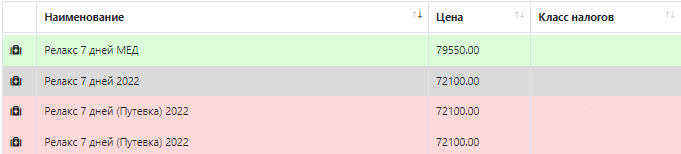 Наименование Цена Класс налогов
Релакс 7 дней МЕД 79550.00
Релакс 7 дней 2022 72100.00
Релакс 7 дней (Путевка) 2022 72100.00
Релакс 7 дней (Путевка) 2022 72100.00